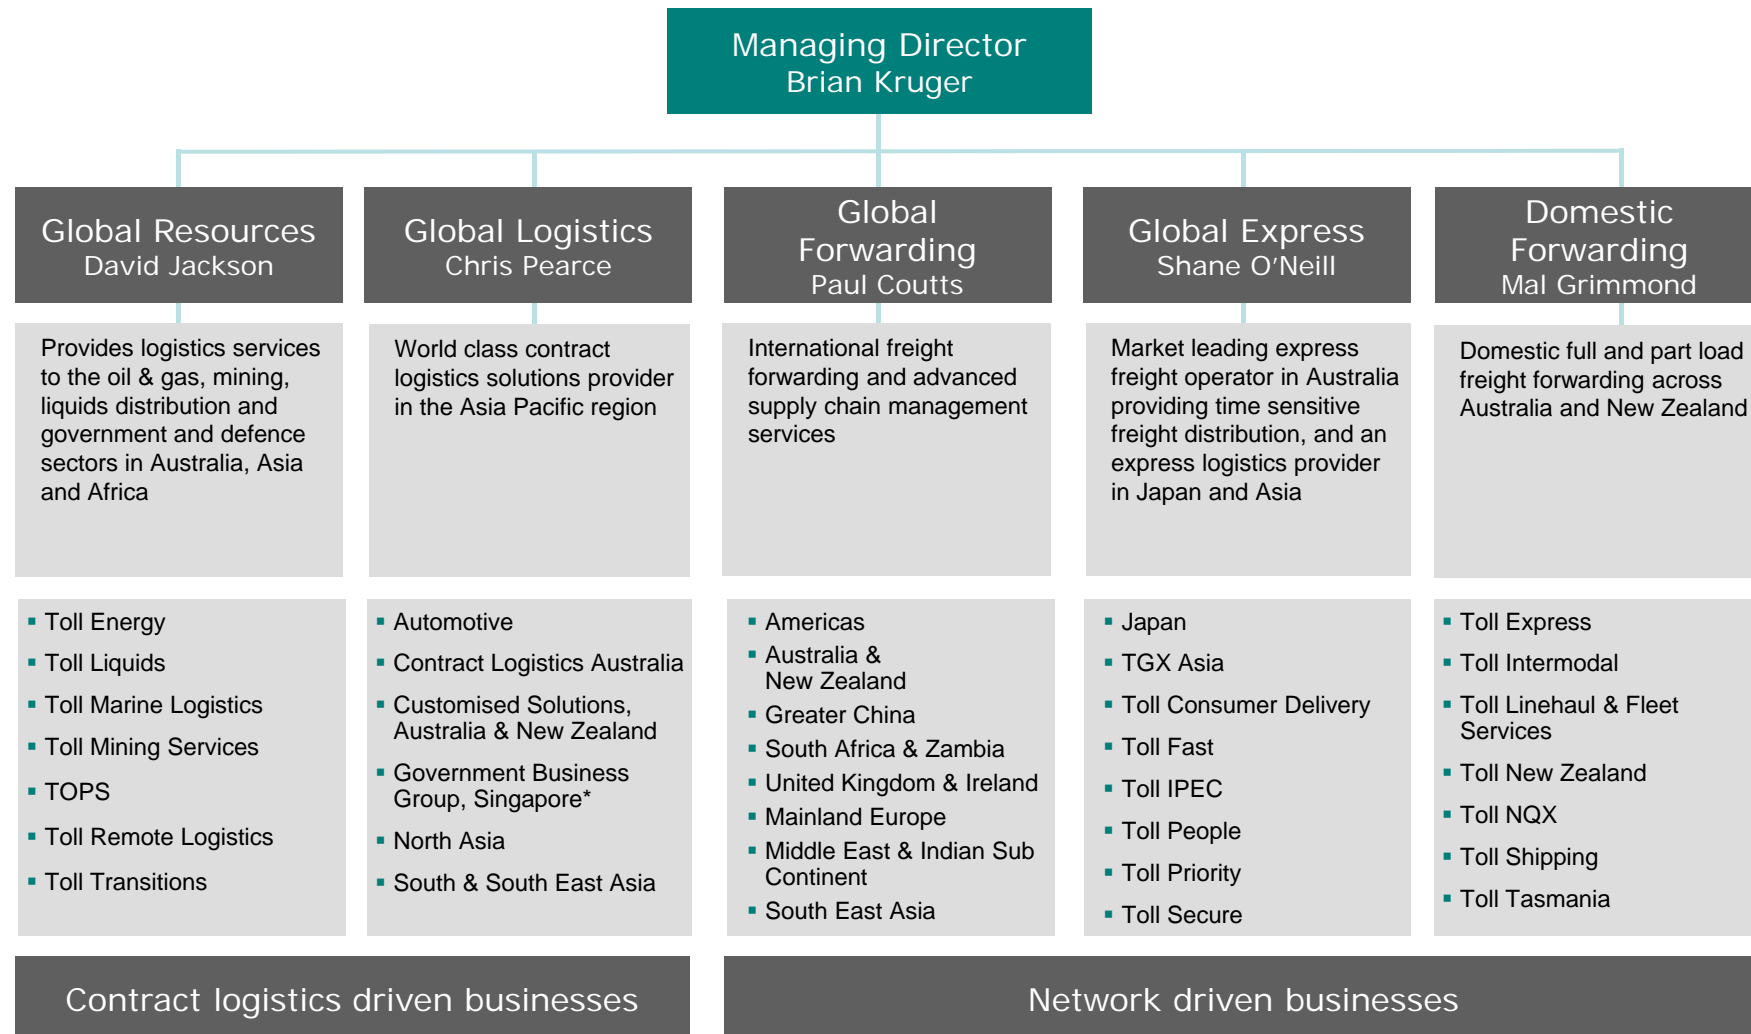 Managing Director
Brian Kruger
Global Resources
David Jackson
Global Logistics
Chris Pearce
Global
Forwarding
Paul Coutts
Global Express
Shane O’Neill
Domestic
Forwarding
Mal Grimmond
Provides logistics services
to the oil & gas, mining,
liquids distribution and
government and defence
sectors in Australia, Asia
and Africa
World class contract
logistics solutions provider
in the Asia Pacific region
International freight
forwarding and advanced
supply chain management
services
Market leading express
freight operator in Australia
providing time sensitive
freight distribution, and an
express logistics provider
in Japan and Asia
Domestic full and part load
freight forwarding across
Australia and New Zealand
▪ Toll Energy
▪ Toll Liquids
▪ Toll Marine Logistics
▪ Toll Mining Services
▪ TOPS
▪ Toll Remote Logistics
▪ Toll Transitions
▪ Automotive
▪ Contract Logistics Australia
▪ Customised Solutions,
Australia & New Zealand
▪ Government Business
Group, Singapore*
▪ North Asia
▪ South & South East Asia
▪ Americas
▪ Australia &
New Zealand
▪ Greater China
▪ South Africa & Zambia
▪ United Kingdom & Ireland
▪ Mainland Europe
▪ Middle East & Indian Sub
Continent
▪ South East Asia
▪ Japan
▪ TGX Asia
▪ Toll Consumer Delivery
▪ Toll Fast
▪ Toll IPEC
▪ Toll People
▪ Toll Priority
▪ Toll Secure
▪ Toll Express
▪ Toll Intermodal
▪ Toll Linehaul & Fleet
Services
▪ Toll New Zealand
▪ Toll NQX
▪ Toll Shipping
▪ Toll Tasmania
Contract logistics driven businesses
Network driven businesses